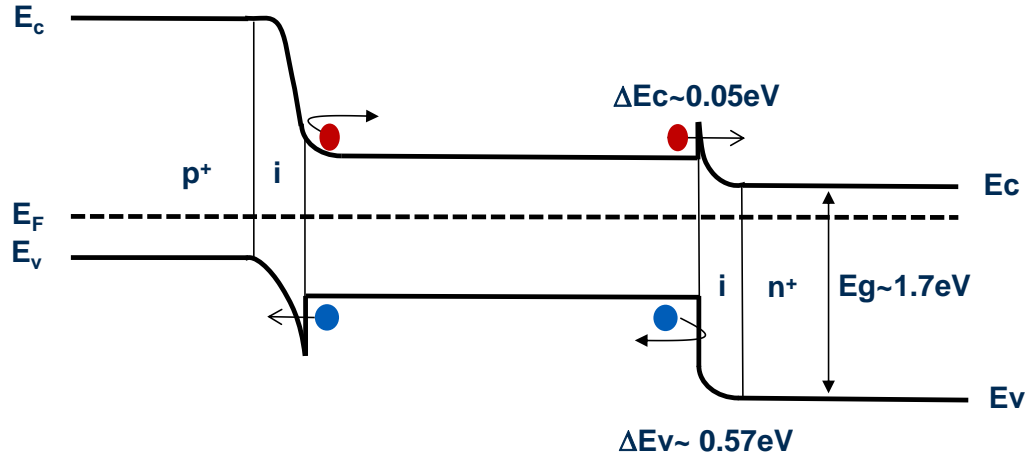 Ec
ΔEc~0.05eV
p+
i
Ec
EF
Ev
i
n+
Eg~1.7eV
Ev
ΔEv~ 0.57eV